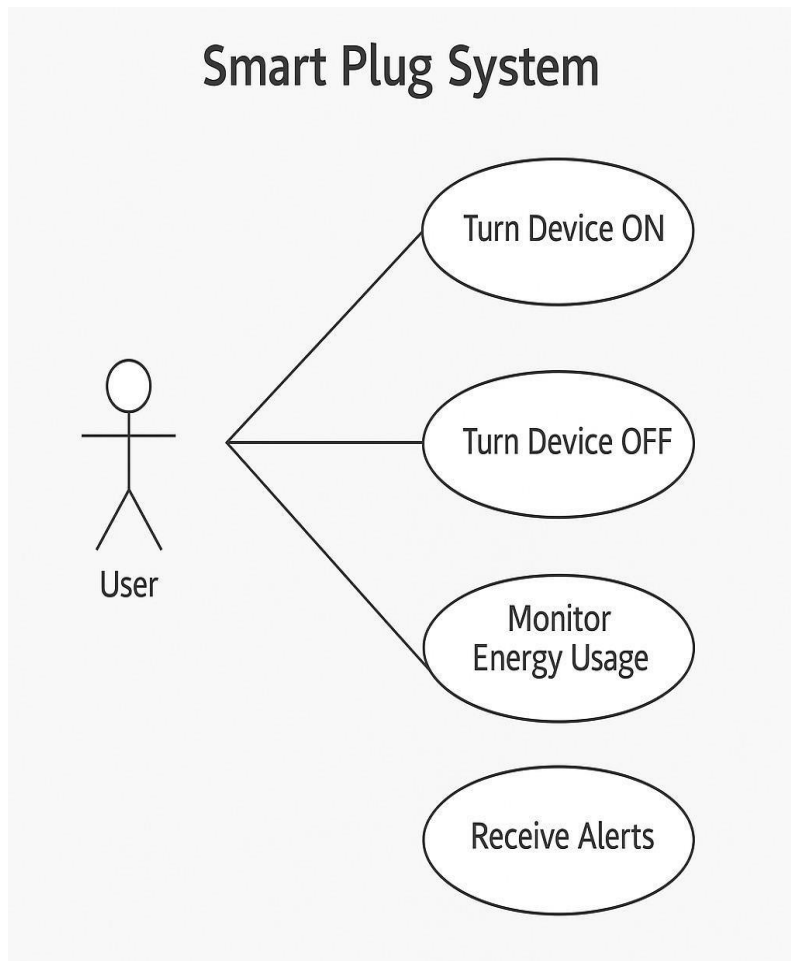 Smart Plug System
Turn Device ON
Turn Device OFF
User
Monitor
Energy Usage
Receive Alerts